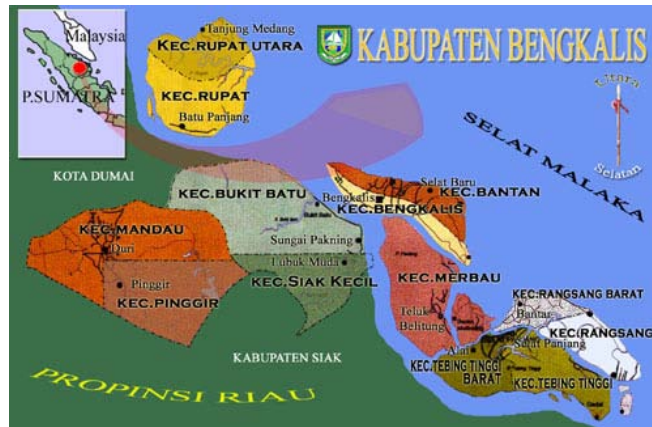 Malaysia
P.SUMATRA
Tanjung Medang
KEC.RUPAT UTARA
KEC.RUPAT
Batu Panjang
KABUPATEN BENGKALIS
Utara
Selatan
SELAT MALAKA
KOTA DUMAI
KEC.BUKIT BATU
Bengkalis
Selat Baru
KEC.BANTAN
KEC.BENGKALIS
KEC.MANDAU
Duri
Sungai Pakning
Lubuk Muda
KEC.SIAK KECIL
Pinggir
KEC.PINGGIR
KEC.MERBAU
Teluk
Belitung
KEC.RANGSANG BARAT
Bantar
KEC.RANGSANG
Selat Panjang
Alai
KEC.TEBING TINGGI
BARAT
KEC.TEBING TINGGI
KABUPATEN SIAK
PROPINSI RIAU